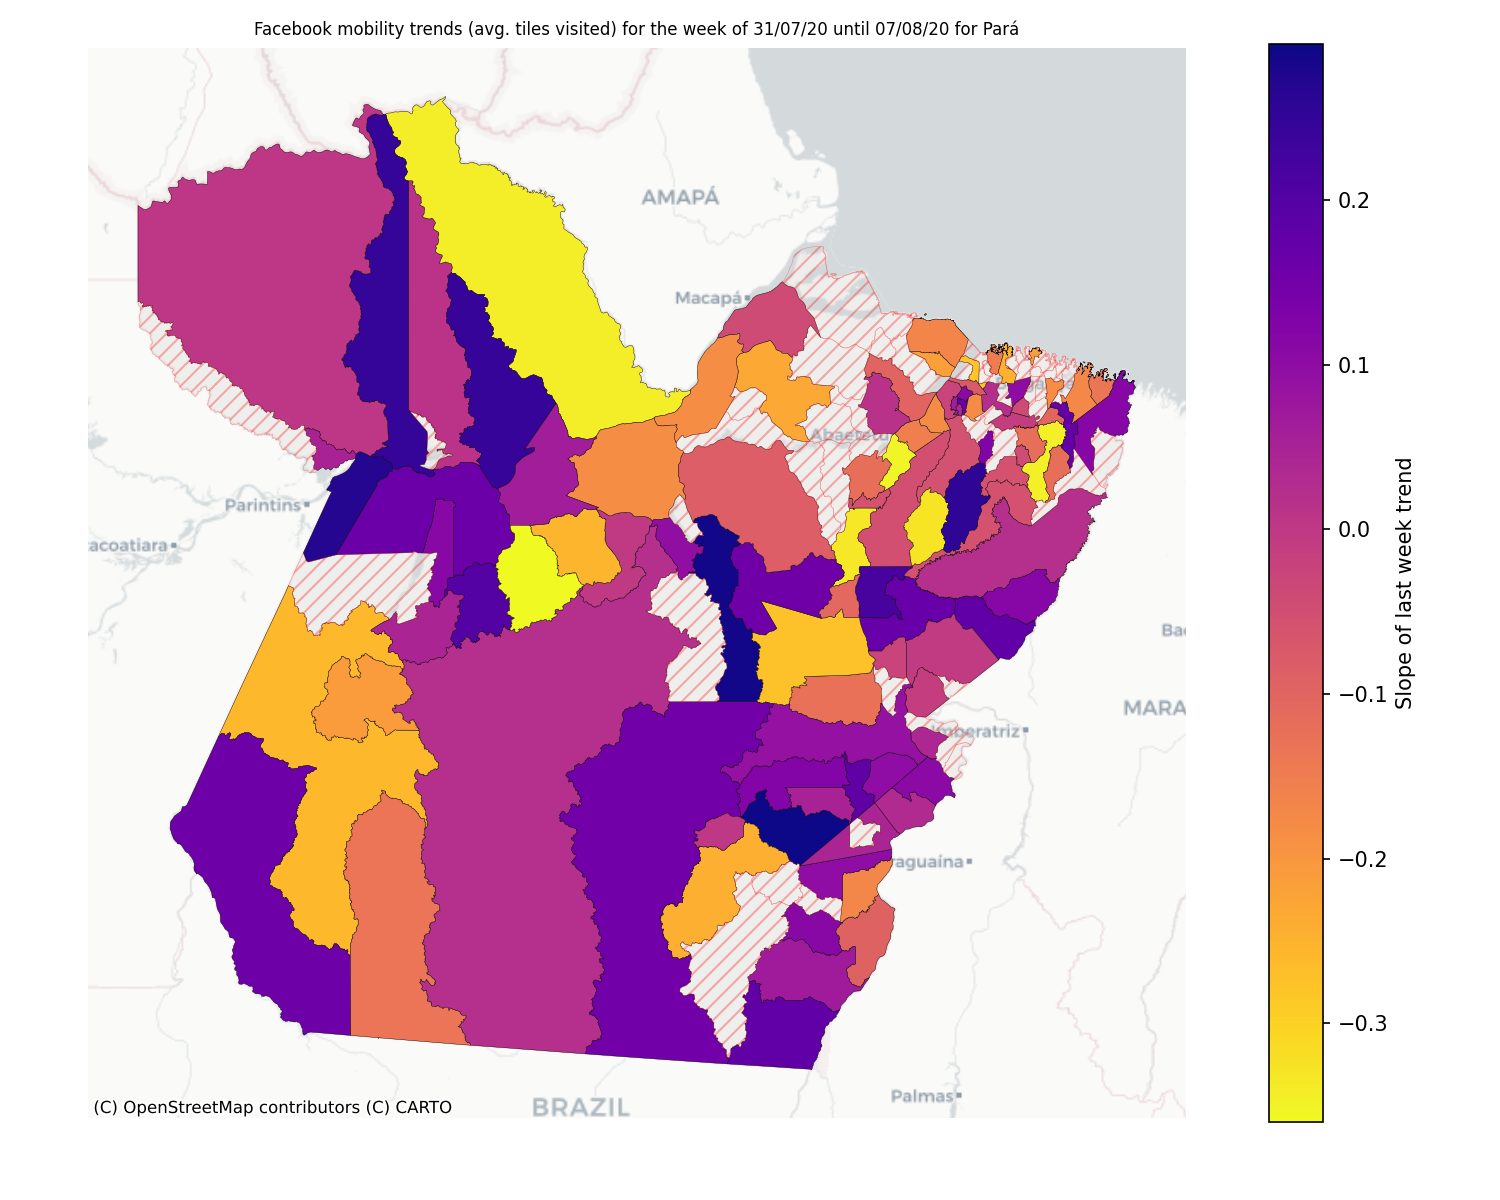 Facebook mobility trends (avg. tiles visited) for the week of 31/07/20 until 07/08/20 for Pará
AMAPÁ
Macapá
Parintins
acoatiara
Imperatriz
Bac
MARA
raguaína
Palmas
BRAZIL
(C) OpenStreetMap contributors (C) CARTO
0.2
0.1
0.0
−0.1
−0.2
−0.3
Slope of last week trend